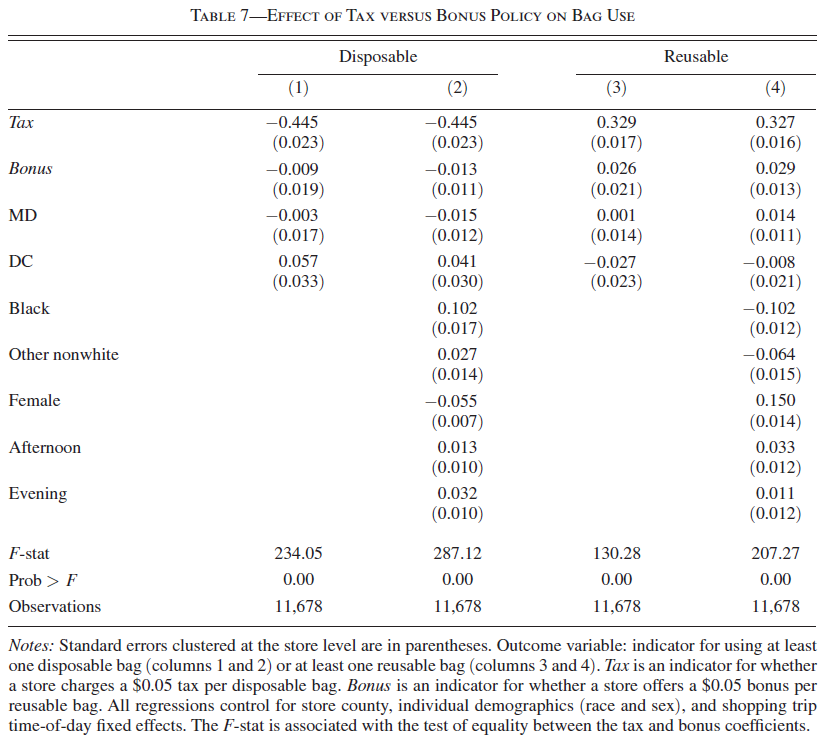 TABLE 7—EFFECT OF TAX VERSUS BONUS POLICY ON BAG USE
Disposable Reusable
(1) (2) (3) (4)
Tax −0.445 −0.445 0.329 0.327
(0.023) (0.023) (0.017) (0.016)
Bonus −0.009 −0.013 0.026 0.029
(0.019) (0.011) (0.021) (0.013)
MD −0.003 −0.015 0.001 0.014
(0.017) (0.012) (0.014) (0.011)
DC 0.057 0.041 −0.027 −0.008
(0.033) (0.030) (0.023) (0.021)
Black 0.102 −0.102
(0.017) (0.012)
Other nonwhite 0.027 −0.064
(0.014) (0.015)
Female −0.055 0.150
(0.007) (0.014)
Afternoon 0.013 0.033
(0.010) (0.012)
Evening 0.032 0.011
(0.010) (0.012)
F-stat 234.05 287.12 130.28 207.27
Prob > F 0.00 0.00 0.00 0.00
Observations 11,678 11,678 11,678 11,678
Notes: Standard errors clustered at the store level are in parentheses. Outcome variable: indicator for using at least
one disposable bag (columns 1 and 2) or at least one reusable bag (columns 3 and 4). Tax is an indicator for whether
a store charges a $0.05 tax per disposable bag. Bonus is an indicator for whether a store offers a $0.05 bonus per
reusable bag. All regressions control for store county, individual demographics (race and sex), and shopping trip
time-of-day fixed effects. The F-stat is associated with the test of equality between the tax and bonus coefficients.